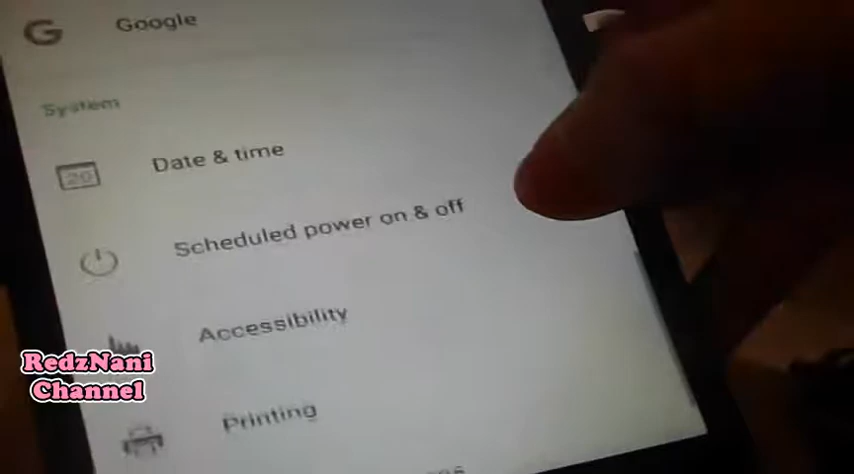 Google
System
20
Date & time
Scheduled power on & off
Accessibility
Printing
RedzNani
Channel